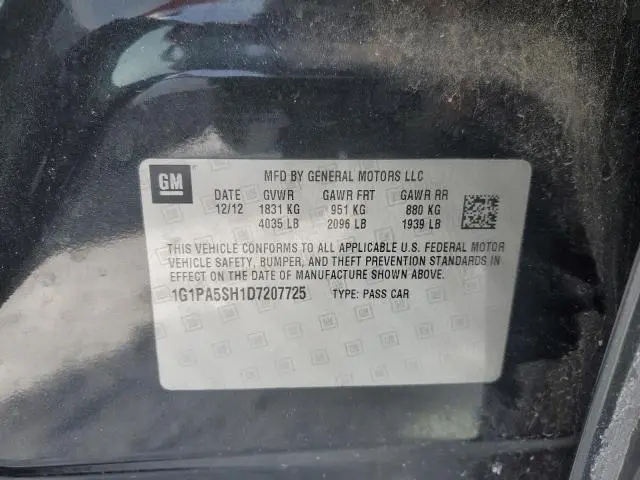 GM
MFD BY GENERAL MOTORS LLC
DATE GVWR GAWR FRT GAWR RR
12/12 1831 KG 951 KG 880 KG
4035 LB 2096 LB 1939 LB
THIS VEHICLE CONFORMS TO ALL APPLICABLE U.S. FEDERAL MOTOR
VEHICLE SAFETY, BUMPER, AND THEFT PREVENTION STANDARDS
IN EFFECT ON THE DATE OF MANUFACTURE SHOWN ABOVE.
1G1PA5SH1D7207725 TYPE: PASS CAR